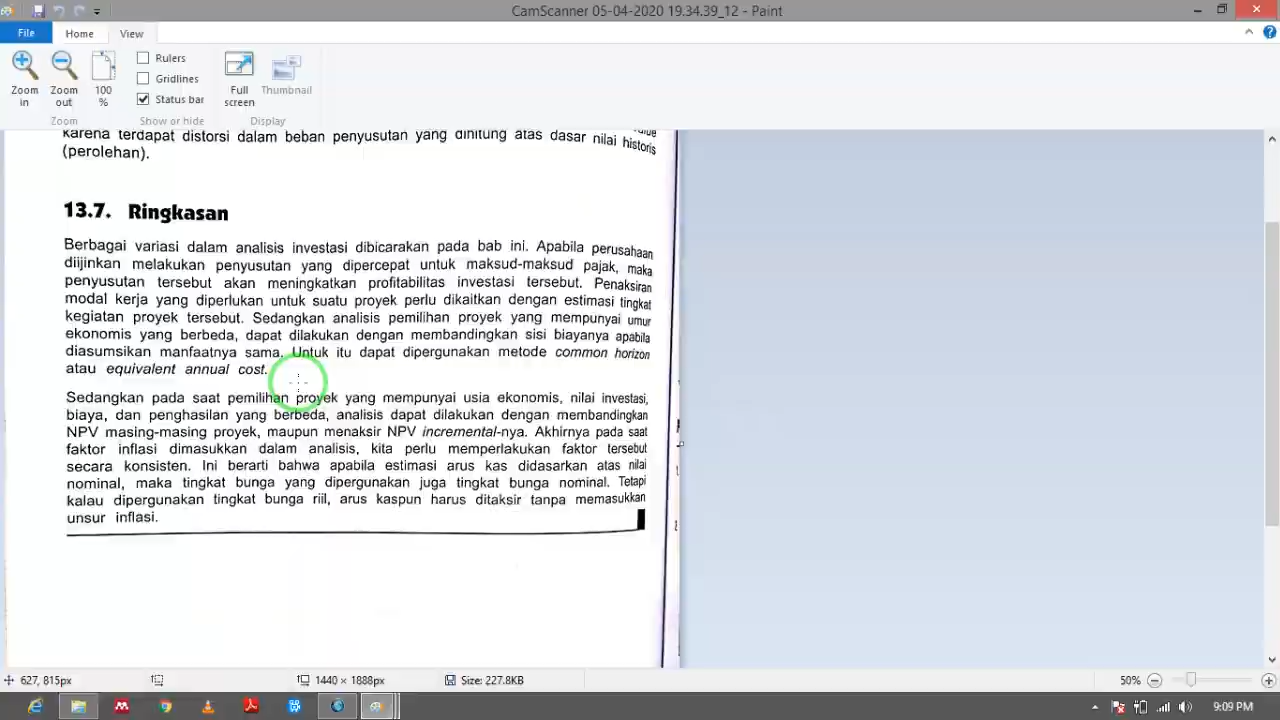 CamScanner 05-04-2020 19.34.39_12 - Paint
File Home View
Zoom in
Zoom out
100 %
Rulers
Gridlines
Status bar
Full screen
Thumbnail
Zoom
Show or hide
Display
karena terdapat distorsi dalam beban penyusutan yang dihitung atas dasar nilai historis
(perolehan).
13.7. Ringkasan
Berbagai variasi dalam analisis investasi dibicarakan pada bab ini. Apabila perusahaan
diijinkan melakukan penyusutan yang dipercepat untuk maksud-maksud pajak, maka
penyusutan tersebut akan meningkatkan profitabilitas investasi tersebut. Penaksiran
modal kerja yang diperlukan untuk suatu proyek perlu dikaitkan dengan estimasi tingkat
kegiatan proyek tersebut. Sedangkan analisis pemilihan proyek yang mempunyai umur
ekonomis yang berbeda, dapat dilakukan dengan membandingkan sisi biayanya apabila
diasumsikan manfaatnya sama. Untuk itu dapat dipergunakan metode common horizon
atau equivalent annual cost.
Sedangkan pada saat pemilihan proyek yang mempunyai usia ekonomis, nilai investasi,
biaya, dan penghasilan yang berbeda, analisis dapat dilakukan dengan membandingkan
NPV masing-masing proyek, maupun menaksir NPV incremental-nya. Akhirnya pada saat
faktor inflasi dimasukkan dalam analisis, kita perlu memperlakukan faktor tersebut
secara konsisten. Ini berarti bahwa apabila estimasi arus kas didasarkan atas nilai
nominal, maka tingkat bunga yang dipergunakan juga tingkat bunga nominal. Tetapi
kalau dipergunakan tingkat bunga riil, arus kaspun harus ditaksir tanpa memasukkan
unsur inflasi.
627, 815px
1440 × 1888px
Size: 227.8KB
50%
9:09 PM